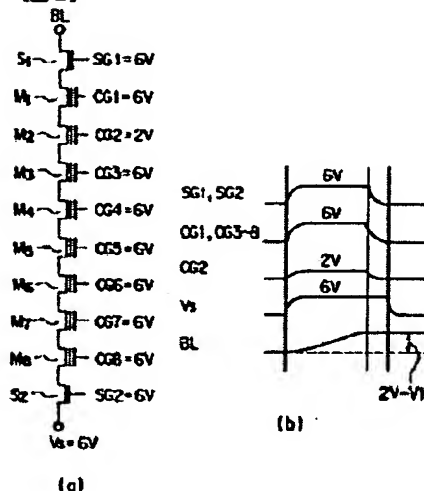 BL
S1 SG1=6V
M1 CG1=6V
M2 CG2=2V
M3 CG3=6V
M4 CG4=6V
M5 CG5=6V
M6 CG6=6V
M7 CG7=6V
M8 CG8=6V
S2 SG2=6V
Vs=6V
(a)
SG1, SG2 6V
CG1, CG3~8 6V
CG2 2V
Vs 6V
BL
2V-Vt
(b)